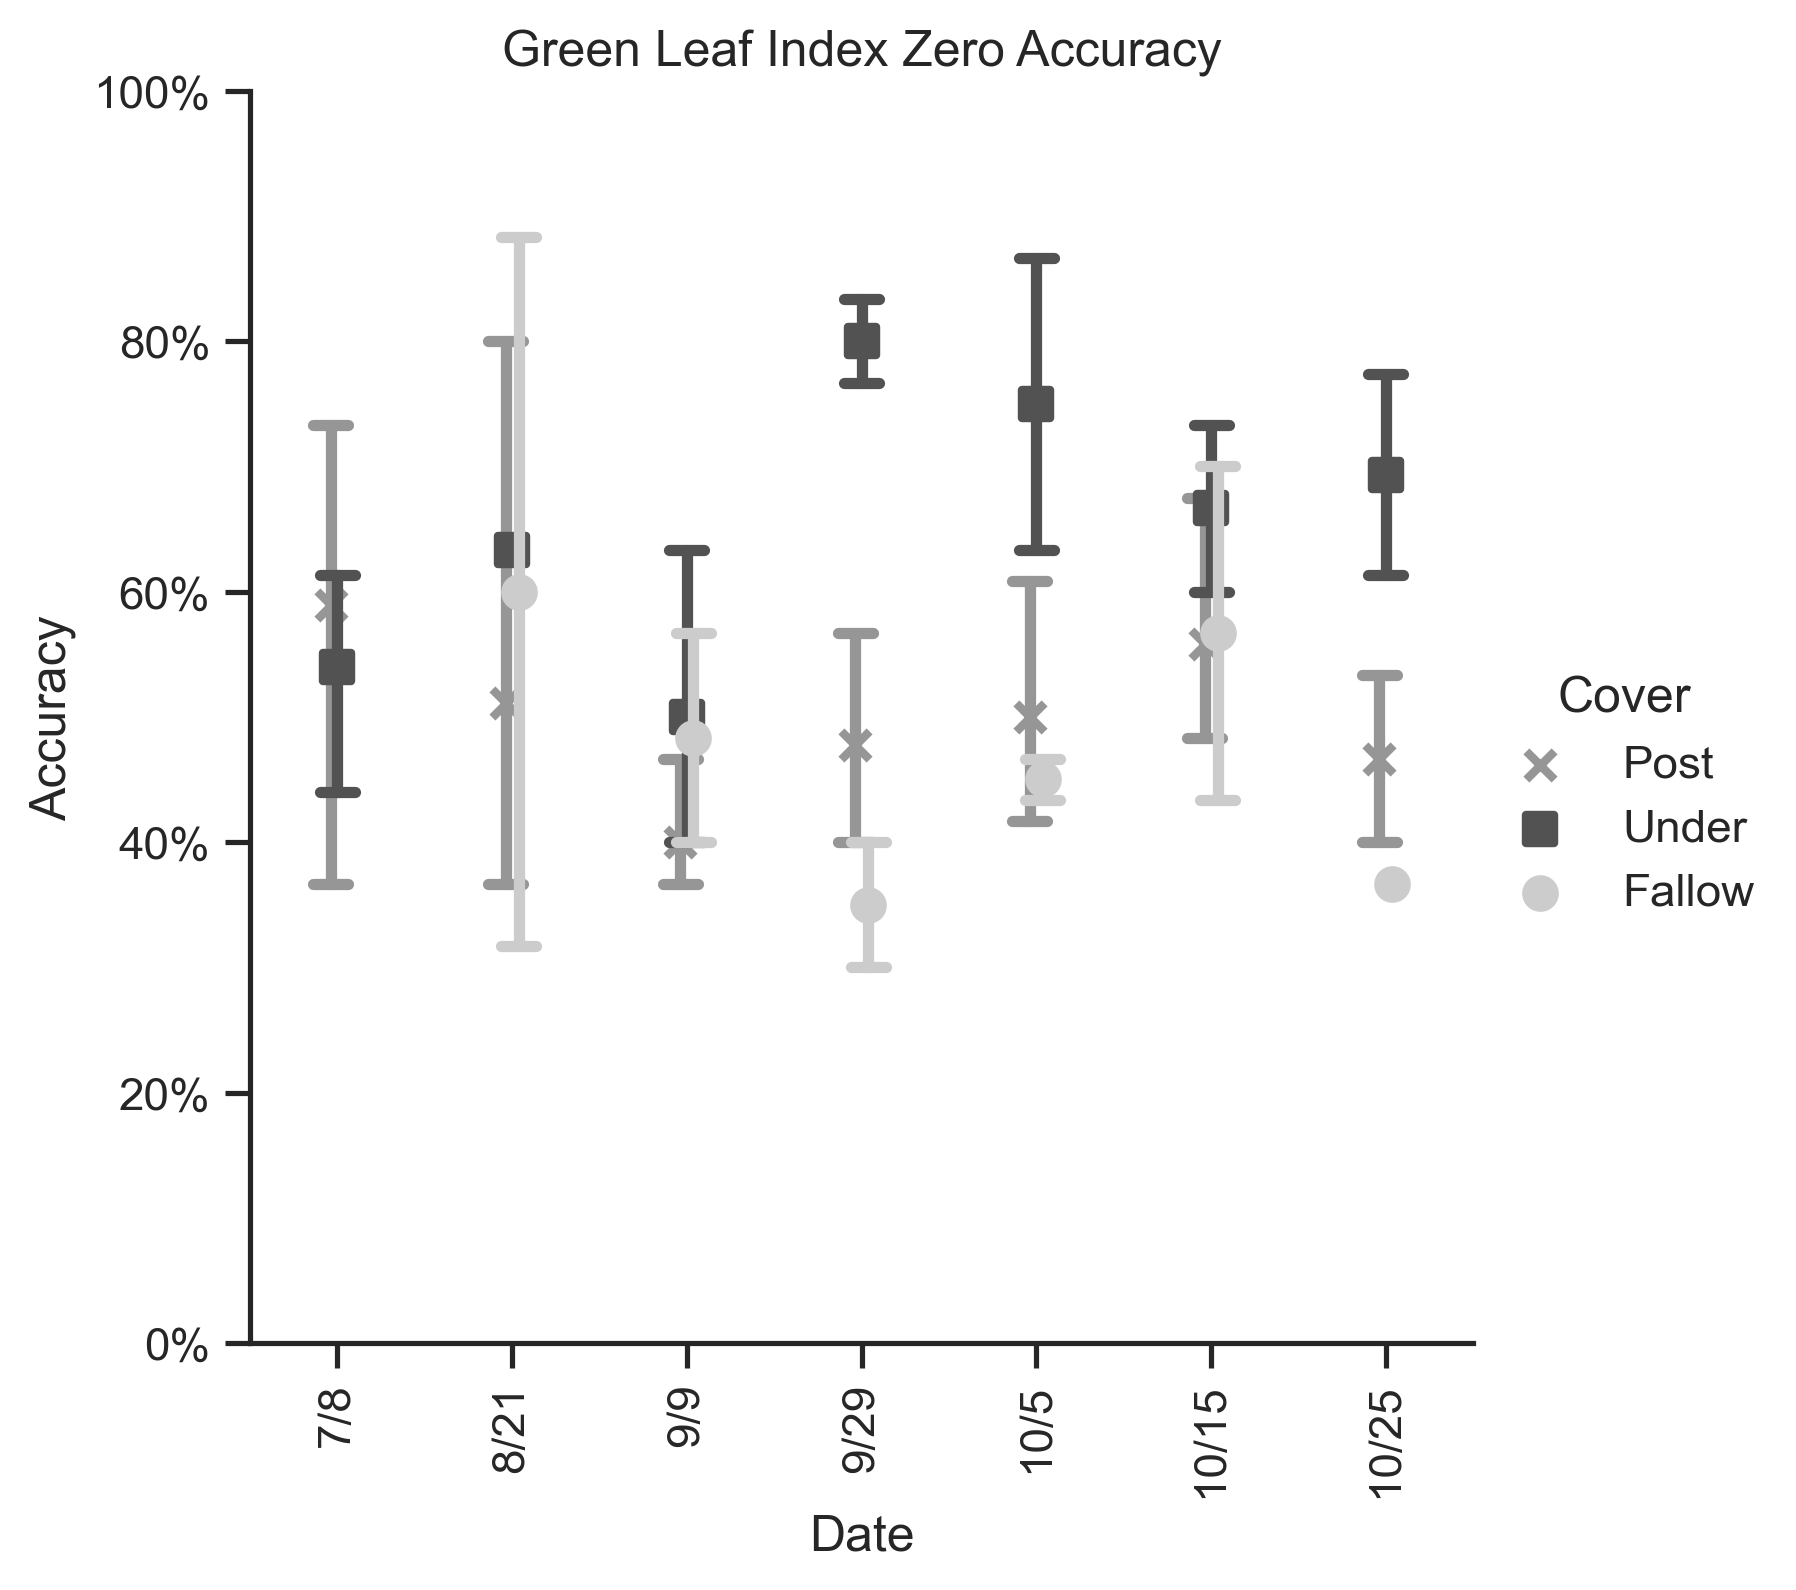 Green Leaf Index Zero Accuracy
100%
80%
60%
40%
20%
0%
Accuracy
7/8
8/21
9/9
9/29
10/5
10/15
10/25
Date
Cover
Post
Under
Fallow